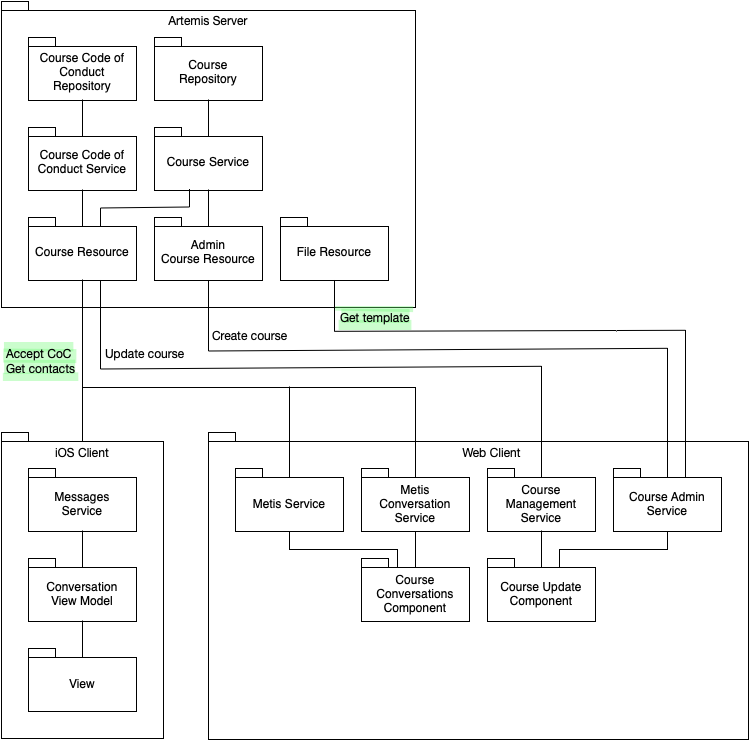 Artemis Server
Course Code of
Conduct
Repository
Course
Repository
Course Code of
Conduct Service
Course Service
Course Resource
Admin
Course Resource
File Resource
Get template
Create course
Accept CoC
Get contacts
Update course
iOS Client
Web Client
Messages
Service
Metis Service
Metis
Conversation
Service
Course
Management
Service
Course Admin
Service
Conversation
View Model
Course
Conversations
Component
Course Update
Component
View